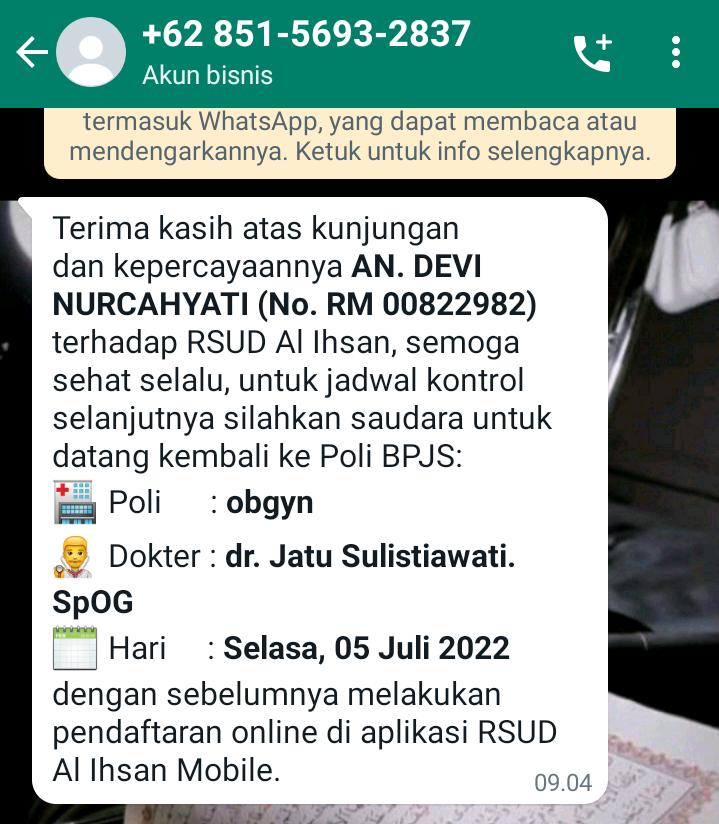 +62 851-5693-2837
Akun bisnis
termasuk WhatsApp, yang dapat membaca atau
mendengarkannya. Ketuk untuk info selengkapnya.
Terima kasih atas kunjungan
dan kepercayaannya AN. DEVI
NURCAHYATI (No. RM 00822982)
terhadap RSUD Al Ihsan, semoga
sehat selalu, untuk jadwal kontrol
selanjutnya silahkan saudara untuk
datang kembali ke Poli BPJS:
🏥 Poli : obgyn
👨‍⚕️ Dokter : dr. Jatu Sulistiawati.
SpOG
🗓 Hari : Selasa, 05 Juli 2022
dengan sebelumnya melakukan
pendaftaran online di aplikasi RSUD
Al Ihsan Mobile.
09.04